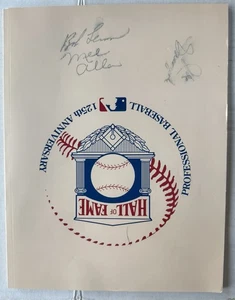 Bob Lemon
Mel
Allen
PROFESSIONAL BASEBALL 125th ANNIVERSARY
HALL OF FAME